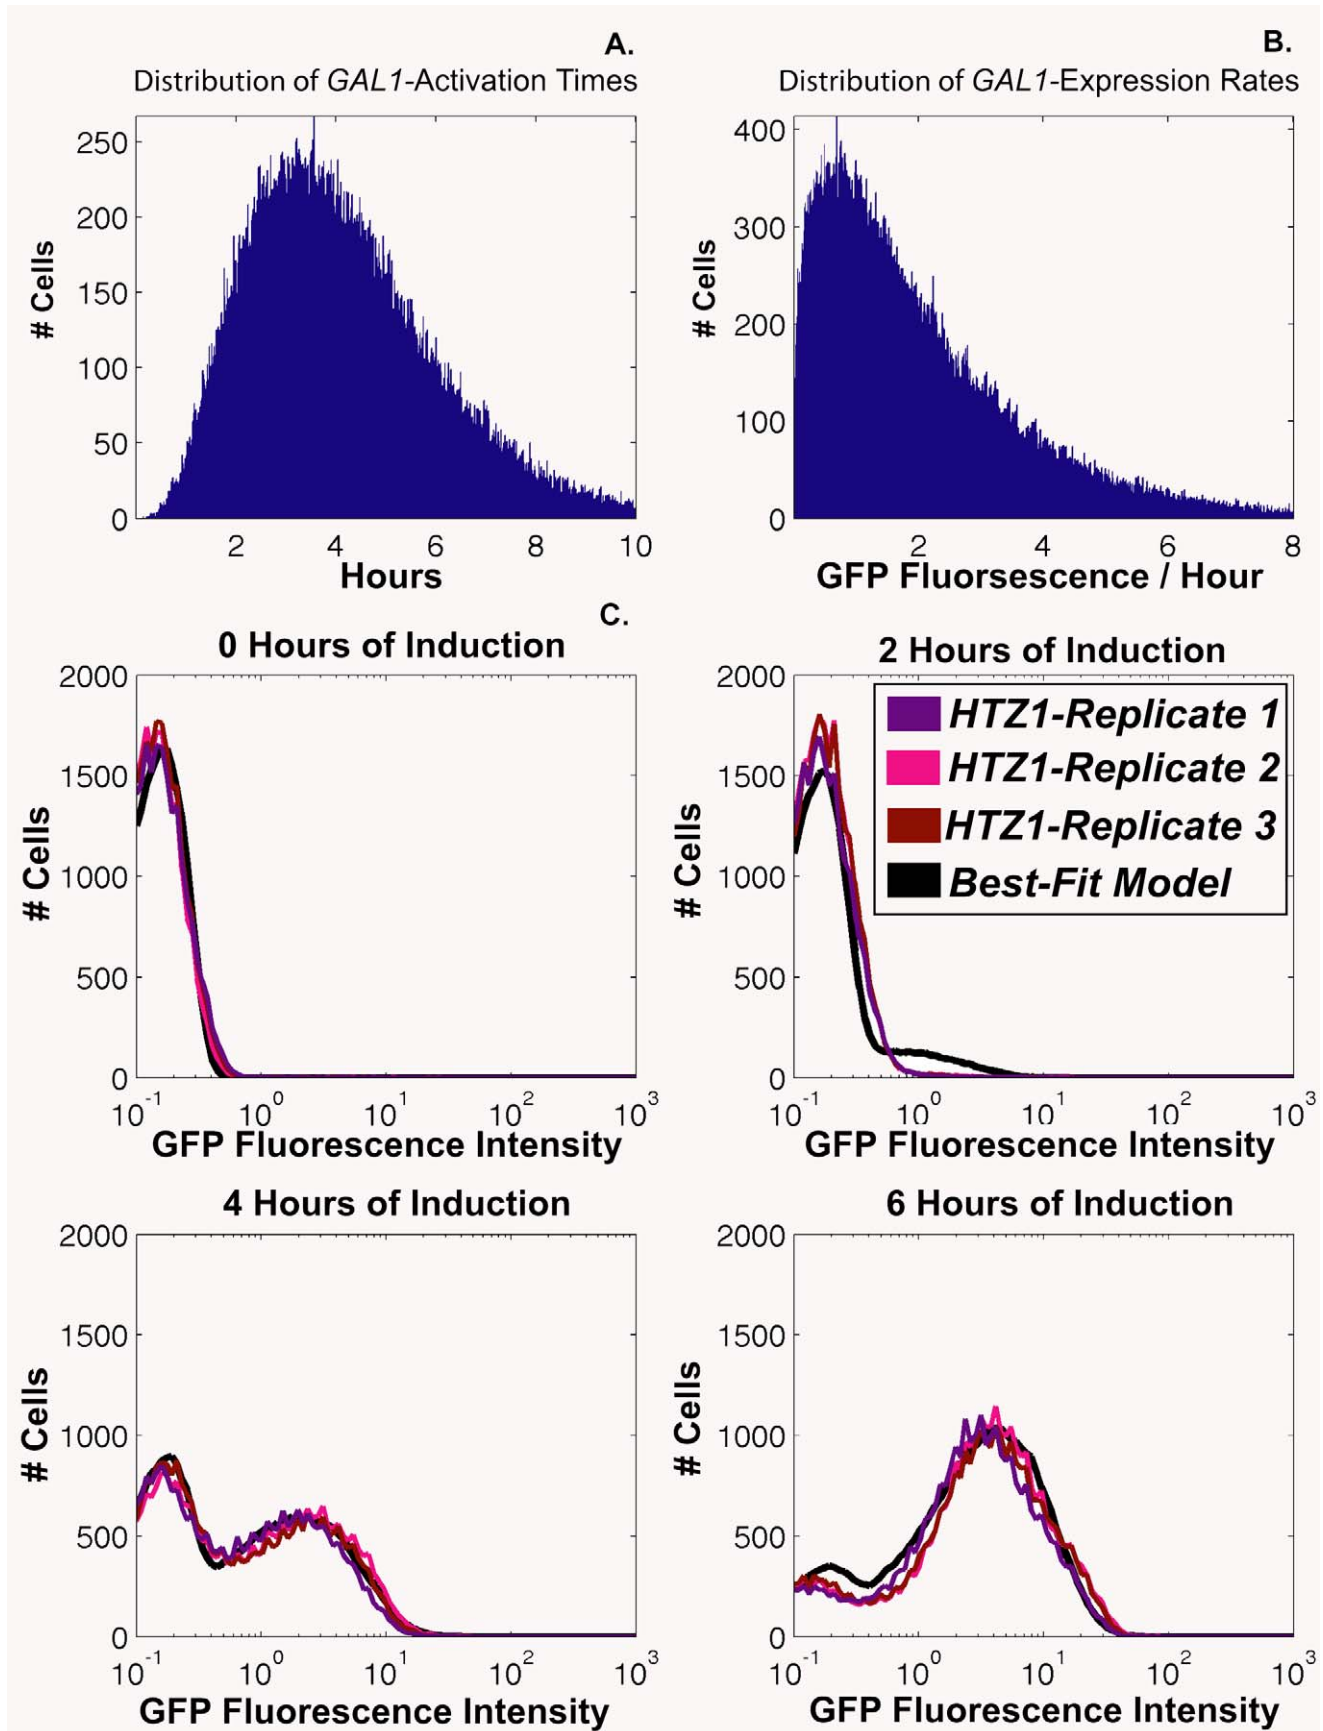 A.
Distribution of GAL1-Activation Times
250
200
150
100
50
0
# Cells
2 4 6 8 10
Hours
B.
Distribution of GAL1-Expression Rates
400
300
200
100
0
# Cells
2 4 6 8
GFP Fluorsescence / Hour
C.
0 Hours of Induction
2000
1500
1000
500
0
# Cells
10-1 100 101 102 103
GFP Fluorescence Intensity
2 Hours of Induction
2000
1500
1000
500
0
# Cells
HTZ1-Replicate 1
HTZ1-Replicate 2
HTZ1-Replicate 3
Best-Fit Model
10-1 100 101 102 103
GFP Fluorescence Intensity
4 Hours of Induction
2000
1500
1000
500
0
# Cells
10-1 100 101 102 103
GFP Fluorescence Intensity
6 Hours of Induction
2000
1500
1000
500
0
# Cells
10-1 100 101 102 103
GFP Fluorescence Intensity